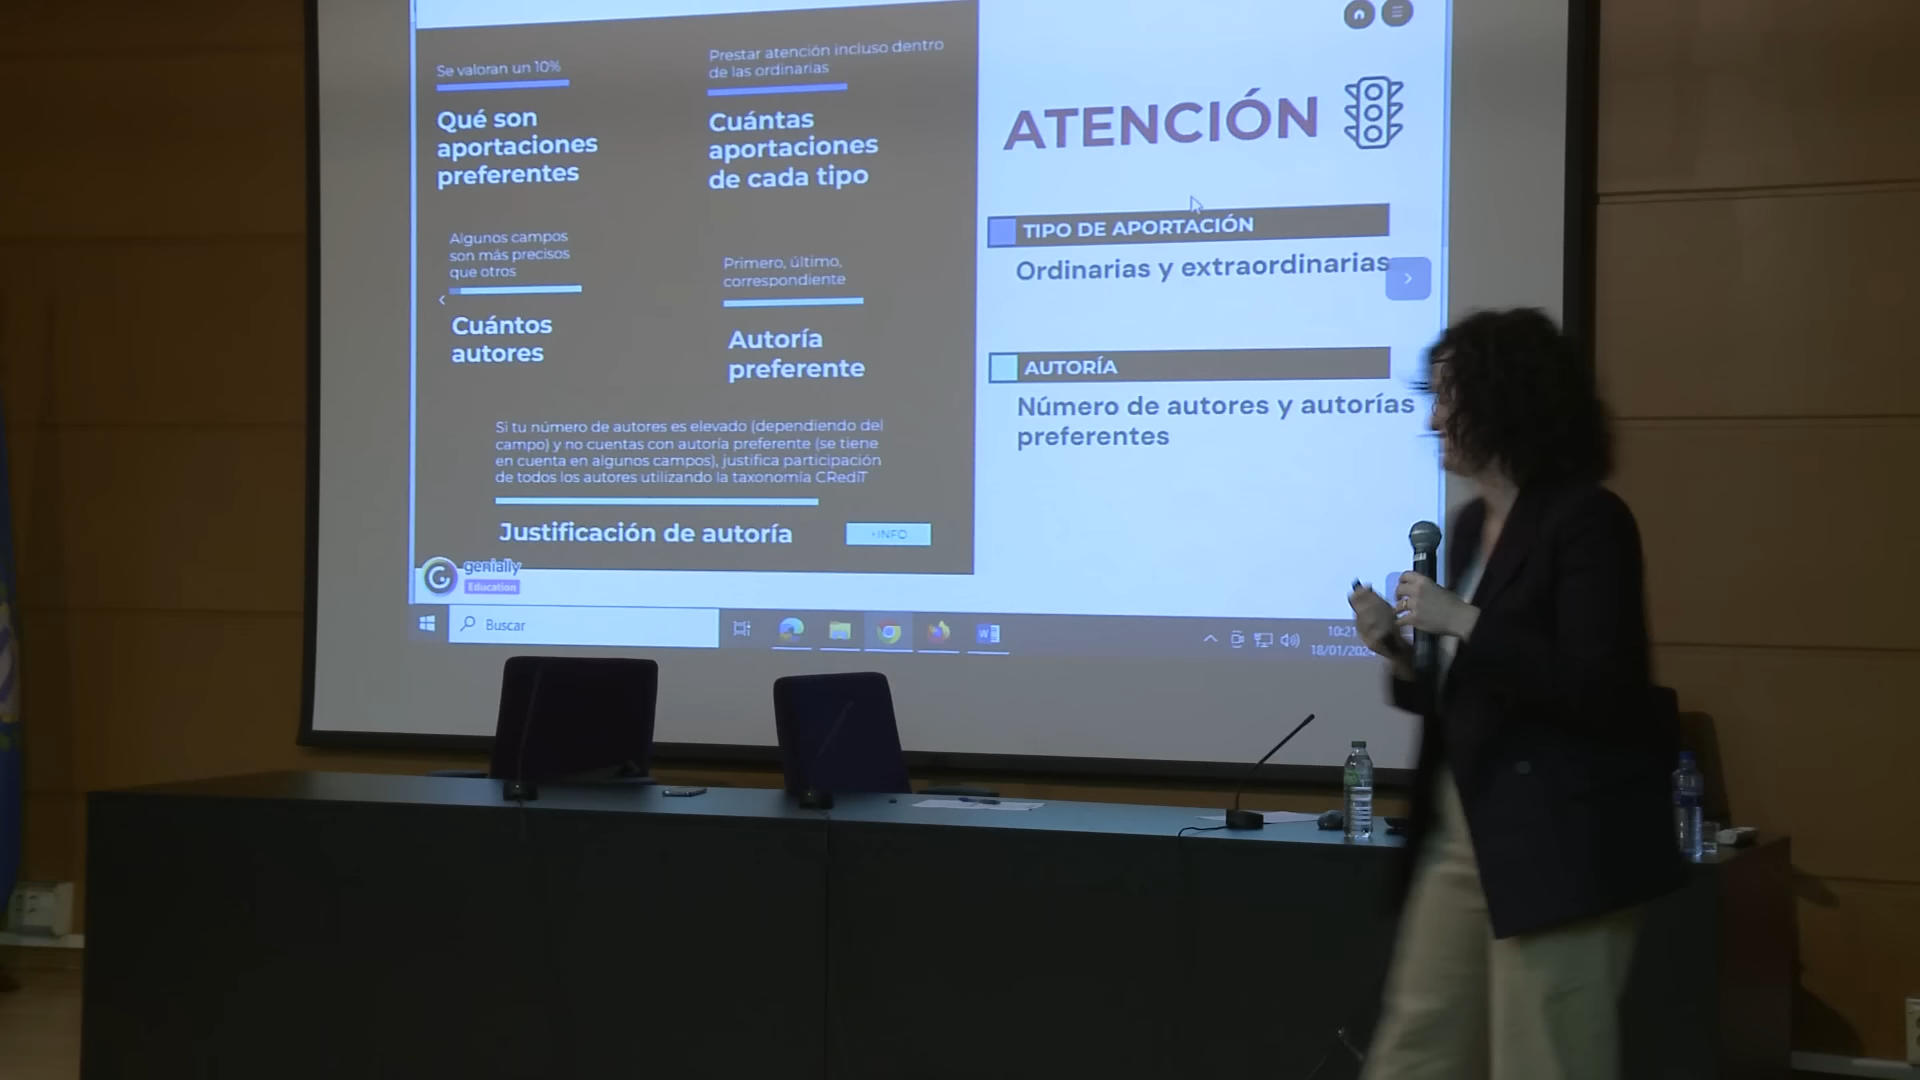 Se valoran un 10%
Qué son
aportaciones
preferentes
Prestar atención incluso dentro
de las ordinarias
Cuántas
aportaciones
de cada tipo
Algunos campos
son más precisos
que otros
Cuántos
autores
Primero, último,
correspondiente
Autoría
preferente
Si tu número de autores es elevado (dependiendo del
campo) y no cuentas con autoría preferente (se tiene
en cuenta en algunos campos), justifica participación
de todos los autores utilizando la taxonomía CRediT
Justificación de autoría
+INFO
ATENCIÓN
TIPO DE APORTACIÓN
Ordinarias y extraordinarias
AUTORÍA
Número de autores y autorías
preferentes
genially
Education
Buscar
10:21
18/01/202